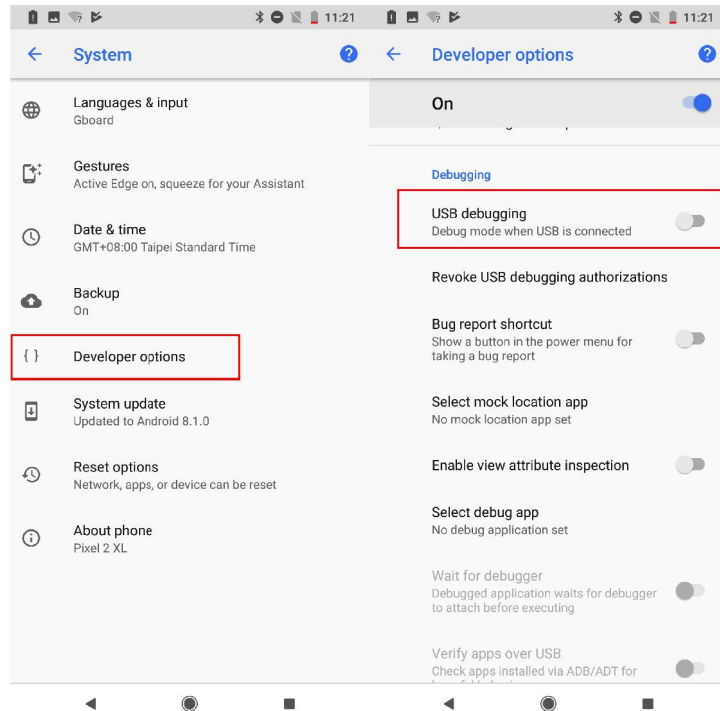 11:21
System
Languages & input
Gboard
Gestures
Active Edge on, squeeze for your Assistant
Date & time
GMT+08:00 Taipei Standard Time
Backup
On
{ } Developer options
System update
Updated to Android 8.1.0
Reset options
Network, apps, or device can be reset
About phone
Pixel 2 XL
11:21
Developer options
On
Debugging
USB debugging
Debug mode when USB is connected
Revoke USB debugging authorizations
Bug report shortcut
Show a button in the power menu for
taking a bug report
Select mock location app
No mock location app set
Enable view attribute inspection
Select debug app
No debug application set
Wait for debugger
Debugged application waits for debugger
to attach before executing
Verify apps over USB
Check apps installed via ADB/ADT for